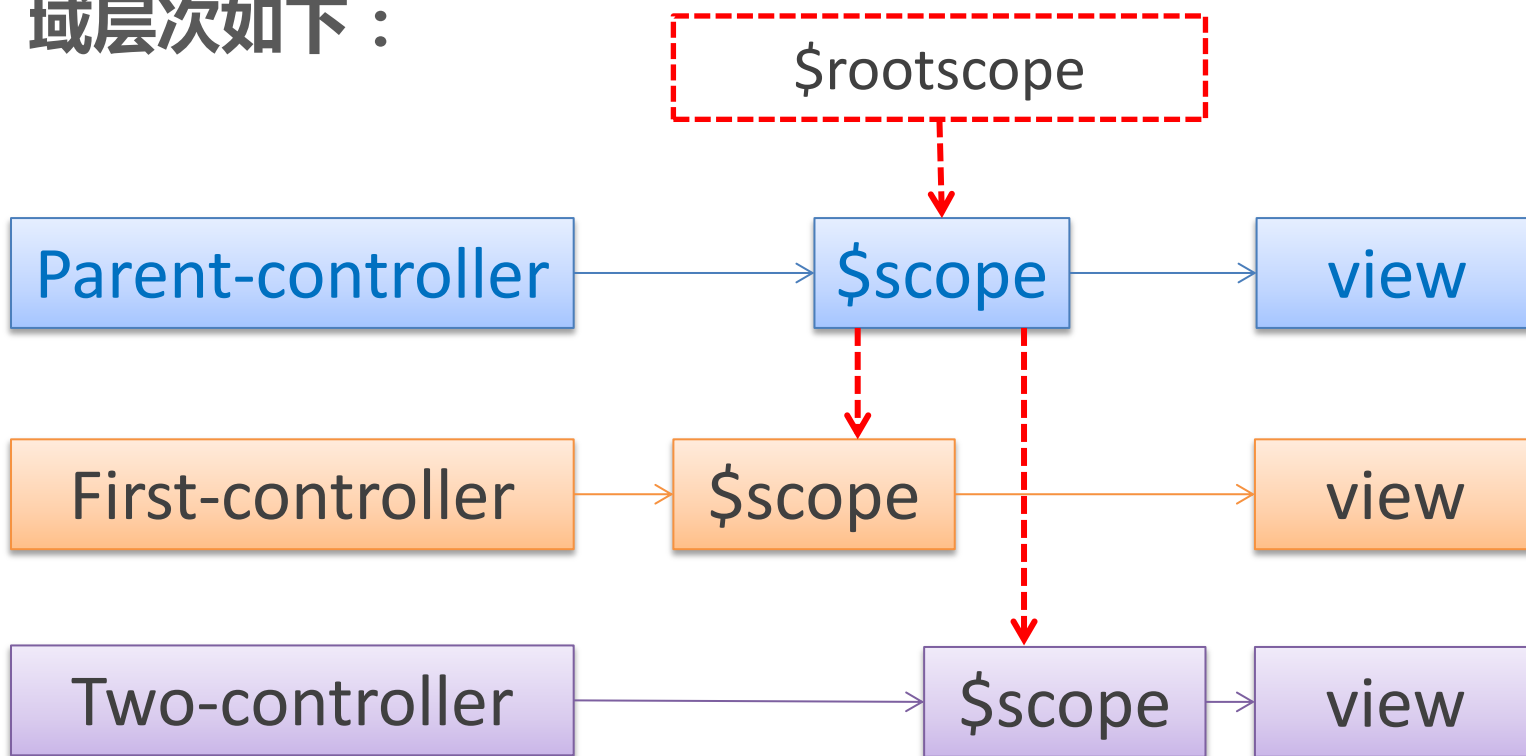 域层次如下：
$rootscope
Parent-controller
$scope
view
First-controller
$scope
view
Two-controller
$scope
view